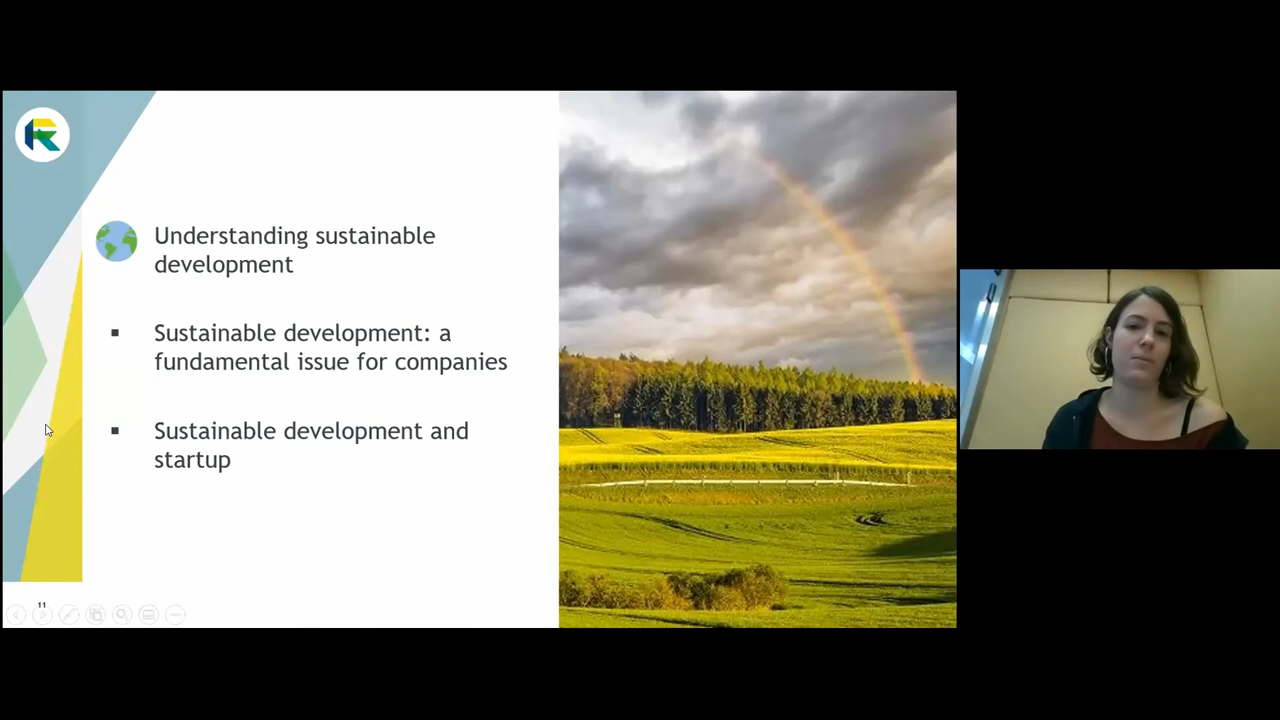 Understanding sustainable
development
▪ Sustainable development: a
fundamental issue for companies
▪ Sustainable development and
startup
11